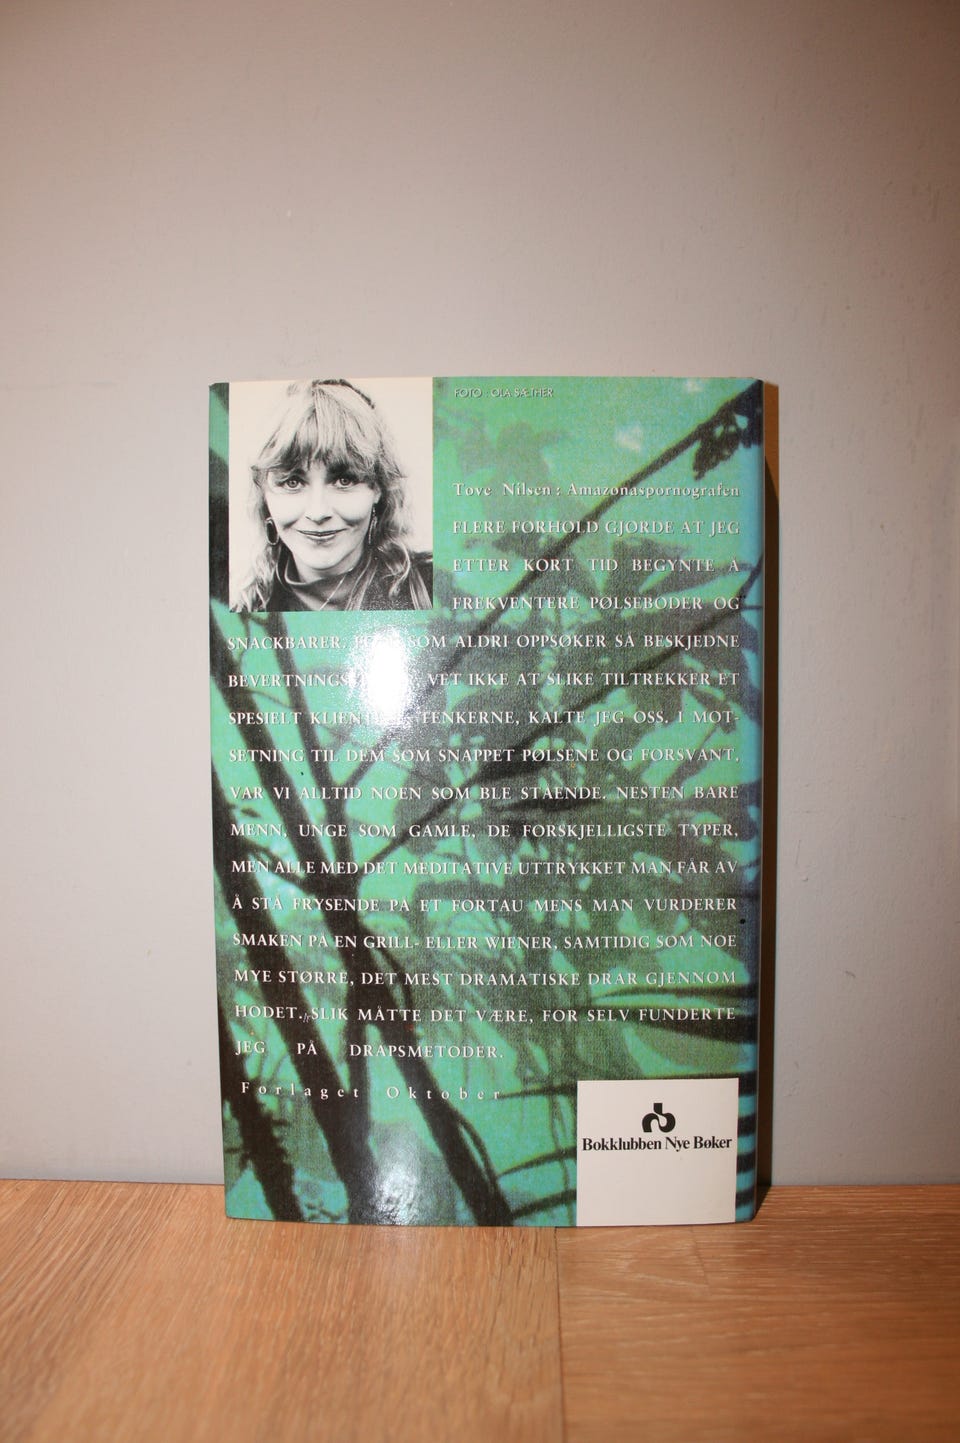 FOTO : OLA SÆTHER
Tove Nilsen : Amazonaspornografen
FLERE FORHOLD GJORDE AT JEG
ETTER KORT TID BEGYNTE Å
FREKVENTERE PØLSEBODER OG
SNACKBARER. SOM ALDRI OPPSØKER SÅ BESKJEDNE
VET IKKE AT SLIKE TILTREKKER ET
SPESIELT TENKERNE, KALTE JEG OSS. I MOT-
SETNING TIL DEM SOM SNAPPET PØLSENE OG FORSVANT,
VAR VI ALLTID NOEN SOM BLE STÅENDE. NESTEN BARE
MENN, UNGE SOM GAMLE, DE FORSKJELLIGSTE TYPER,
MEN ALLE MED DET MEDITATIVE UTTRYKKET MAN FÅR AV
Å STÅ FRYSENDE PÅ ET FORTAU MENS MAN VURDERER
SMAKEN PÅ EN GRILL- ELLER WIENER, SAMTIDIG SOM NOE
MYE STØRRE, DET MEST DRAMATISKE DRAR GJENNOM
HODET. SLIK MÅTTE DET VÆRE, FOR SELV FUNDERTE
JEG PÅ DRAPSMETODER.
Forlaget Oktober
Bokklubben Nye Bøker